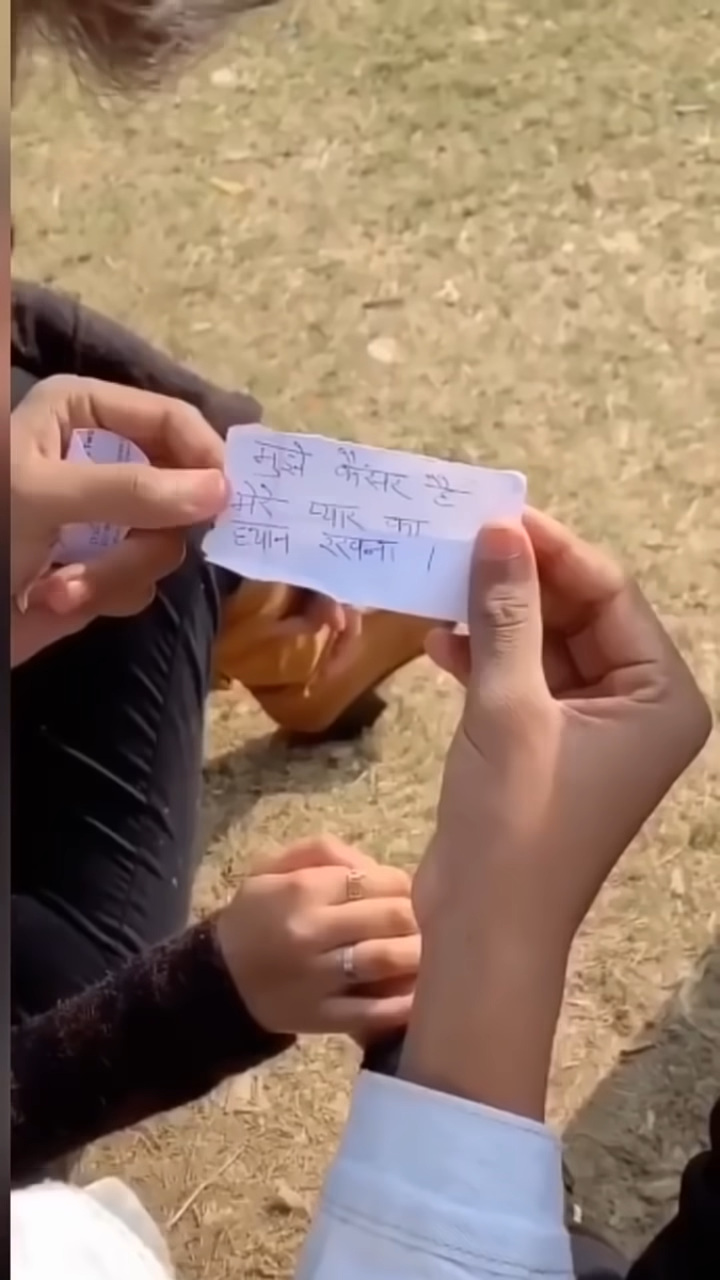 मुझे कैंसर है
मेरे प्यार का
ध्यान रखना ।